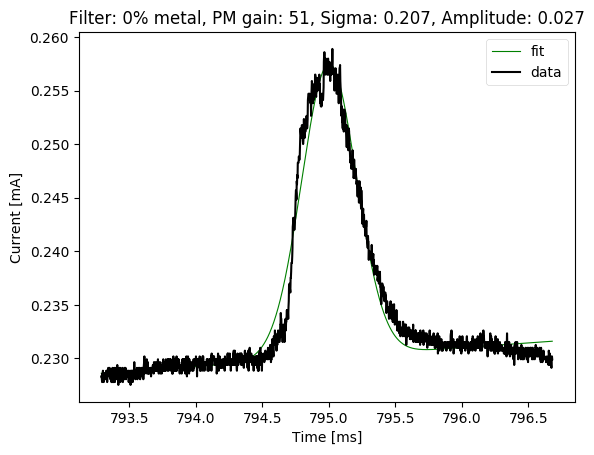 Filter: 0% metal, PM gain: 51, Sigma: 0.207, Amplitude: 0.027
0.260
fit
data
0.255
0.250
0.245
Current [mA]
0.240
0.235
0.230
793.5 794.0 794.5 795.0 795.5 796.0 796.5
Time [ms]